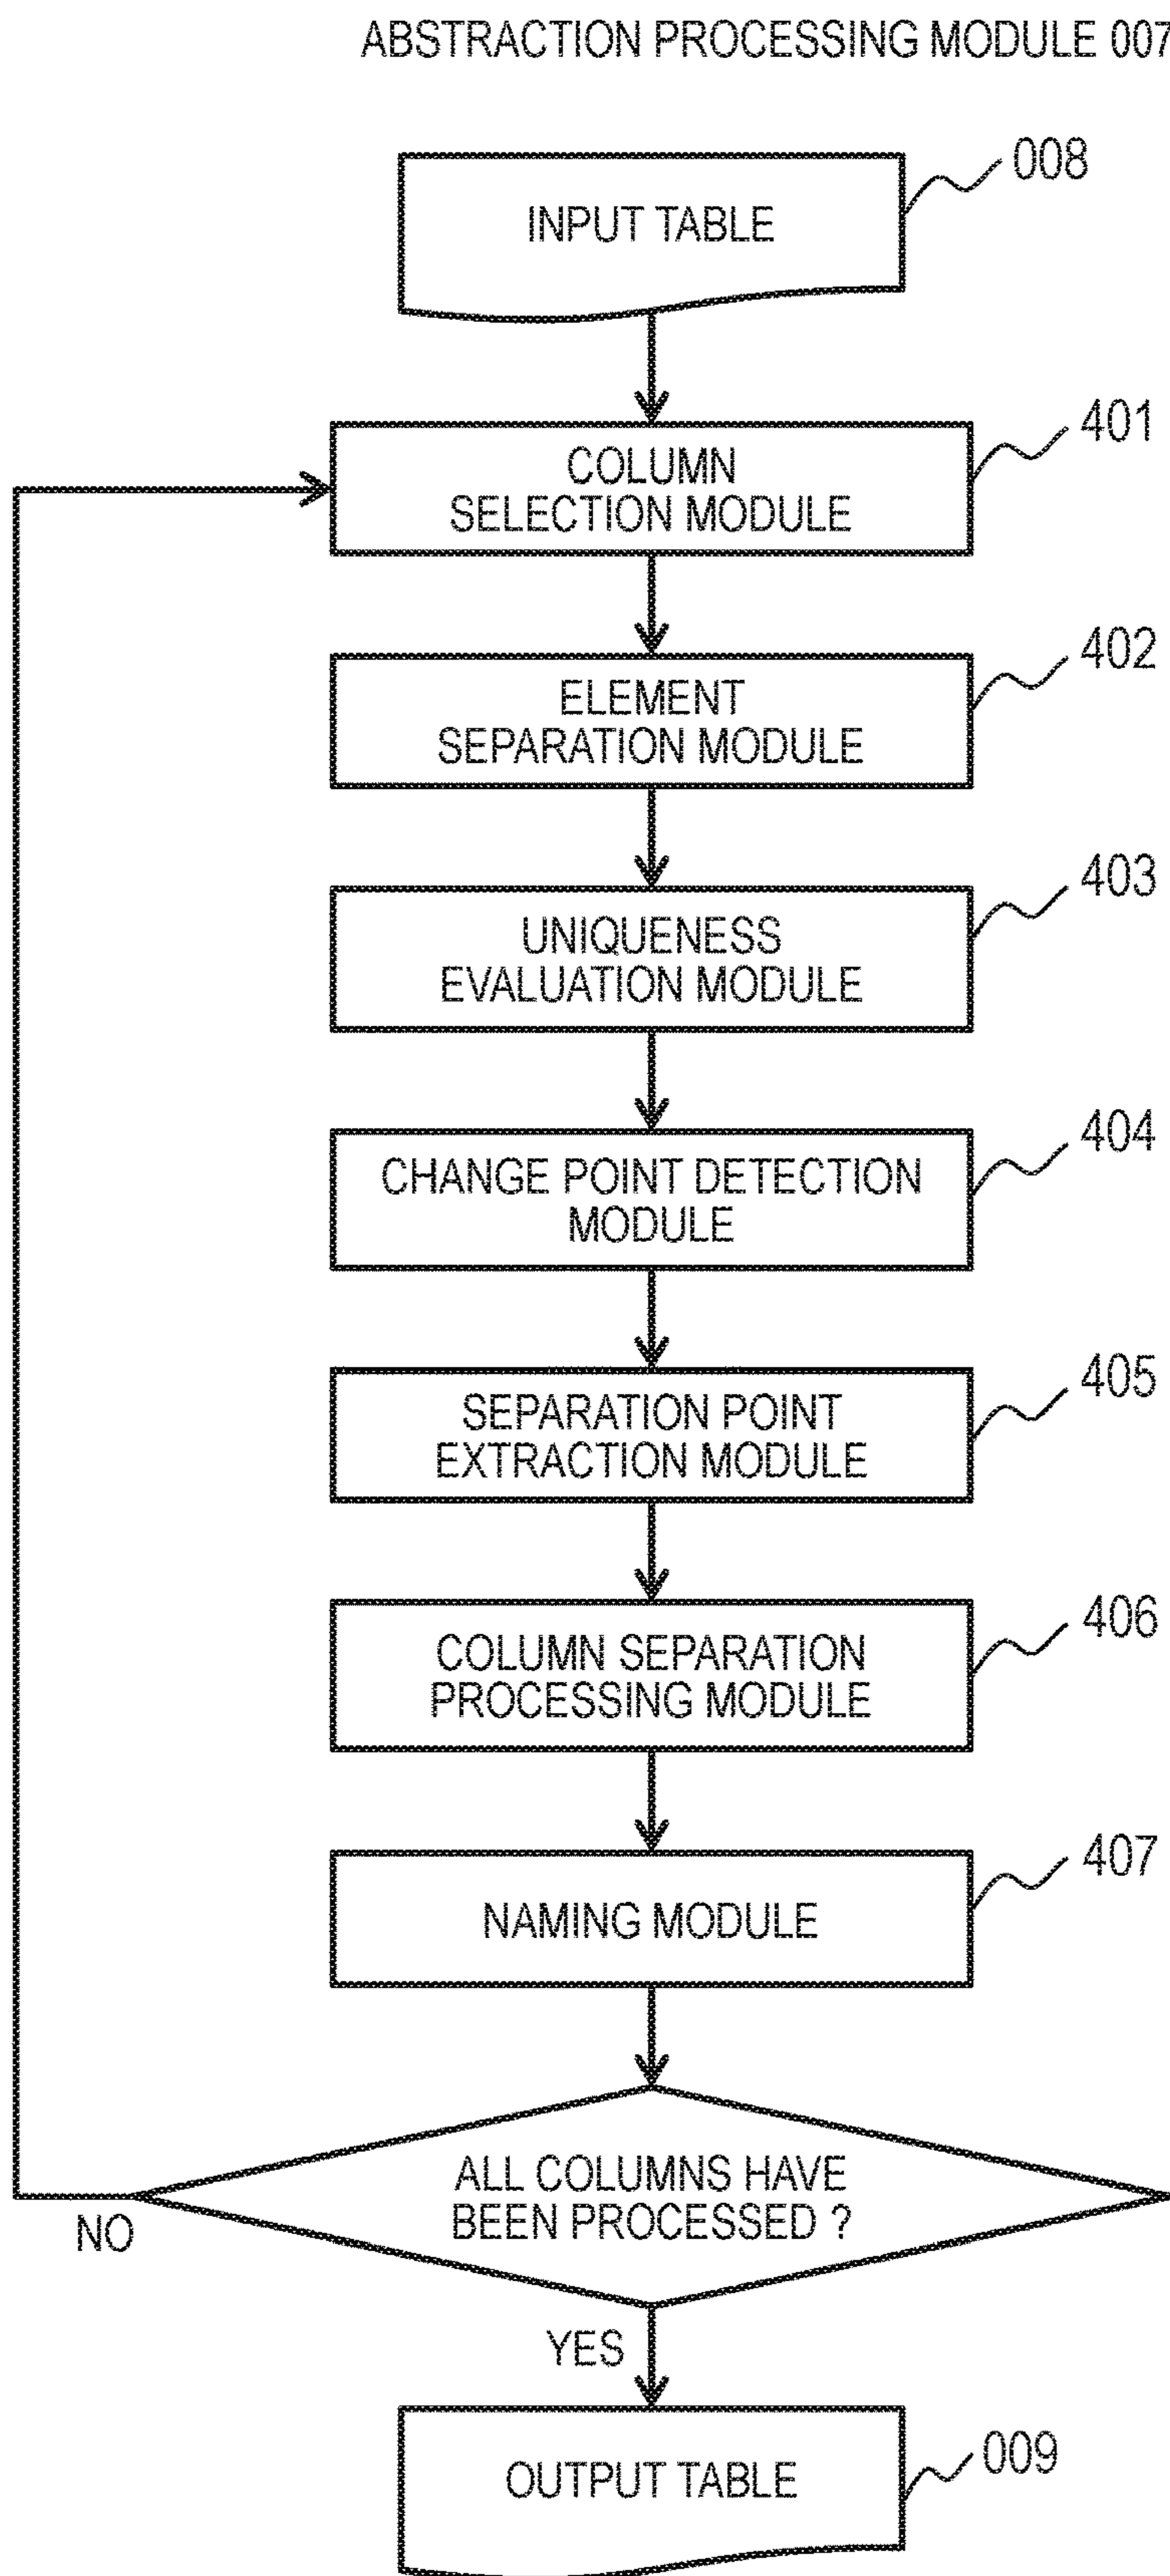 ABSTRACTION PROCESSING MODULE 007
008
INPUT TABLE
401
COLUMN
SELECTION MODULE
402
ELEMENT
SEPARATION MODULE
403
UNIQUENESS
EVALUATION MODULE
404
CHANGE POINT DETECTION
MODULE
405
SEPARATION POINT
EXTRACTION MODULE
406
COLUMN SEPARATION
PROCESSING MODULE
407
NAMING MODULE
ALL COLUMNS HAVE
BEEN PROCESSED ?
NO
YES
009
OUTPUT TABLE